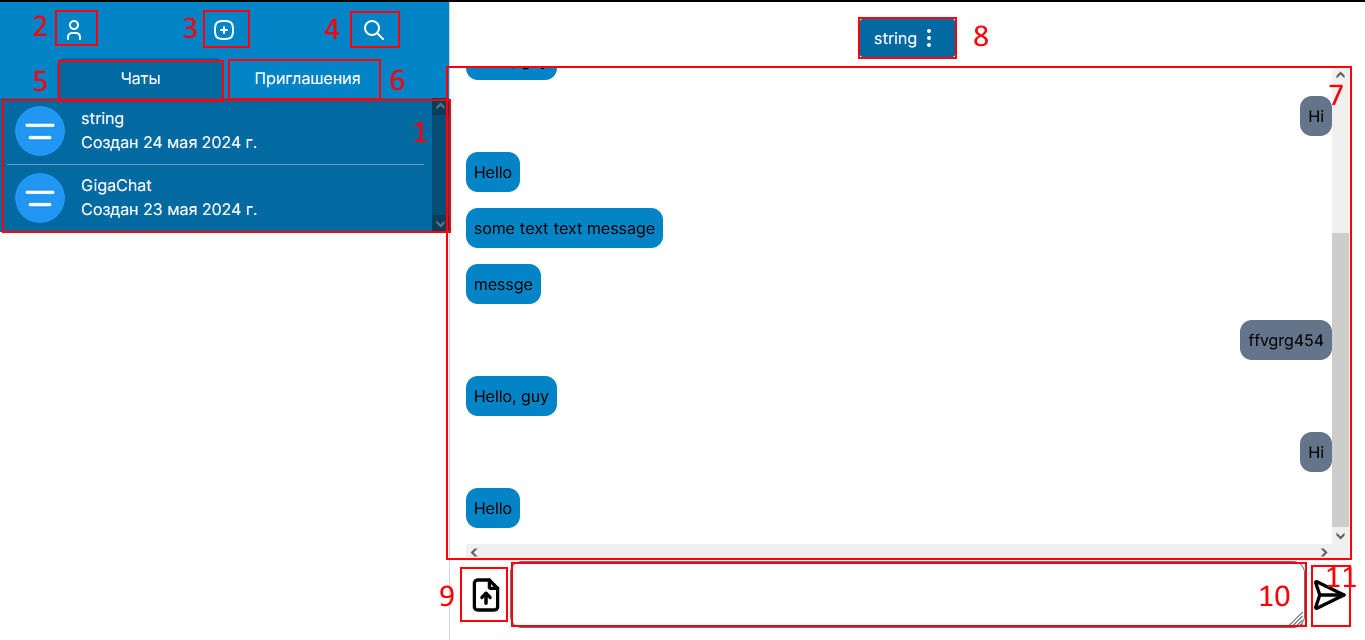 2
3
4
string
8
5
Чаты
Приглашения
6
7
string
1
Создан 24 мая 2024 г.
GigaChat
Создан 23 мая 2024 г.
Hi
Hello
some text text message
messge
ffvgrg454
Hello, guy
Hi
Hello
9
10
11